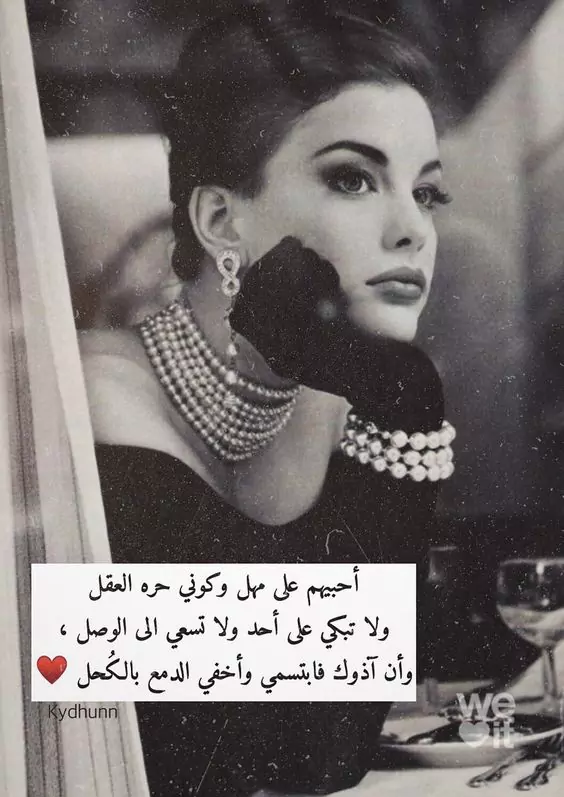 أحبيهم على مهل وكوني حره العقل
ولا تبكي على أحد ولا تسعي الى الوصل ،
وأن آذوك فابتسمي وأخفي الدمع بالكُحل ❤️
Kydhunn
we
it